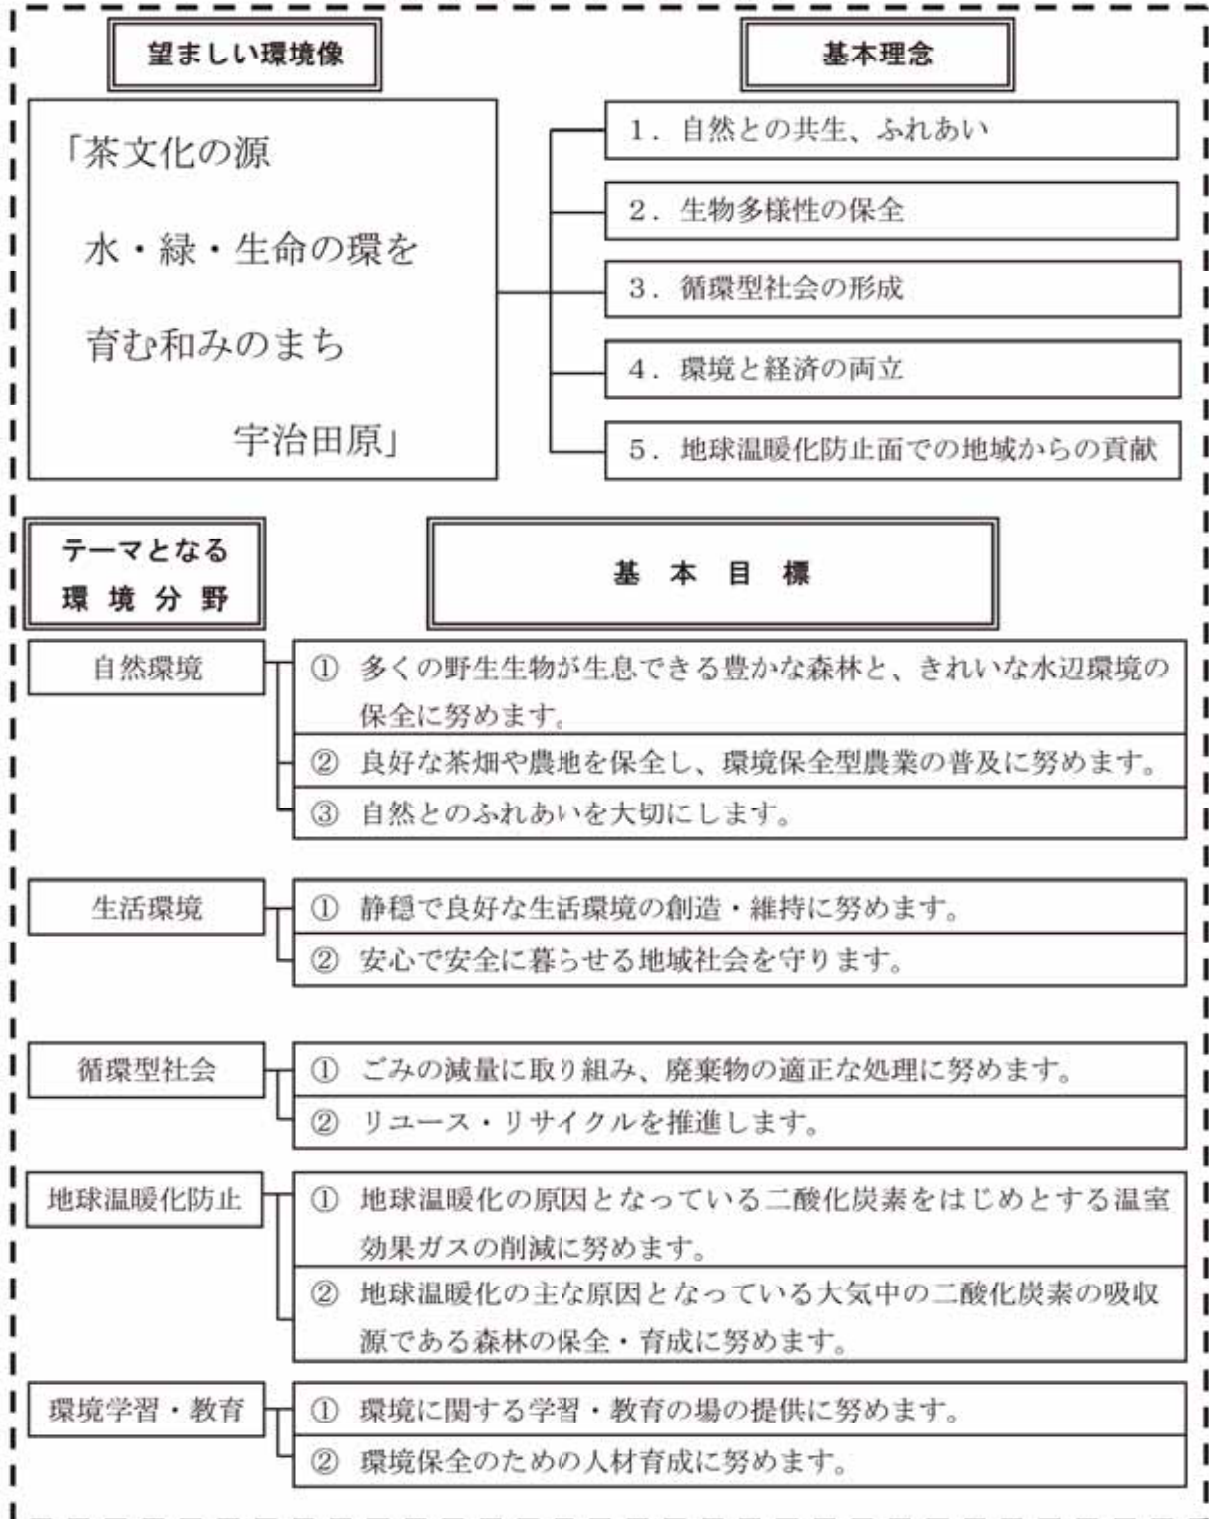 望ましい環境像
「茶文化の源
水・緑・生命の環を
育む和みのまち
宇治田原」
基本理念
1．自然との共生、ふれあい
2．生物多様性の保全
3．循環型社会の形成
4．環境と経済の両立
5．地球温暖化防止面での地域からの貢献
テーマとなる
環境分野
基本目標
自然環境
① 多くの野生生物が生息できる豊かな森林と、きれいな水辺環境の
保全に努めます。
② 良好な茶畑や農地を保全し、環境保全型農業の普及に努めます。
③ 自然とのふれあいを大切にします。
生活環境
① 静穏で良好な生活環境の創造・維持に努めます。
② 安心で安全に暮らせる地域社会を守ります。
循環型社会
① ごみの減量に取り組み、廃棄物の適正な処理に努めます。
② リユース・リサイクルを推進します。
地球温暖化防止
① 地球温暖化の原因となっている二酸化炭素をはじめとする温室
効果ガスの削減に努めます。
② 地球温暖化の主な原因となっている大気中の二酸化炭素の吸収
源である森林の保全・育成に努めます。
環境学習・教育
① 環境に関する学習・教育の場の提供に努めます。
② 環境保全のための人材育成に努めます。